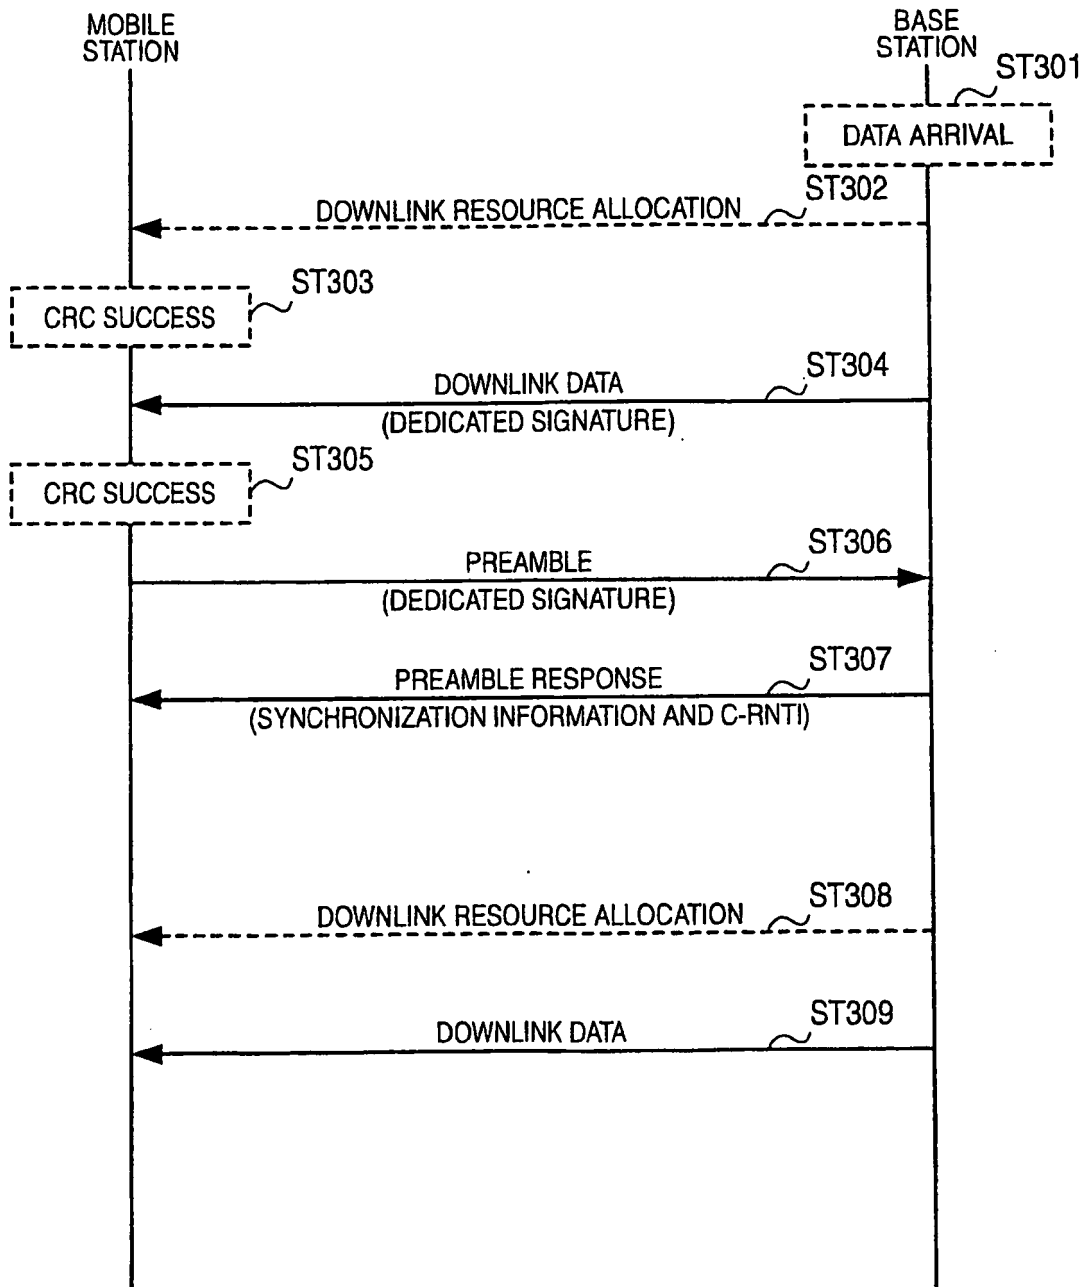 MOBILE
STATION
BASE
STATION
ST301
DATA ARRIVAL
ST302
DOWNLINK RESOURCE ALLOCATION
ST303
CRC SUCCESS
ST304
DOWNLINK DATA
(DEDICATED SIGNATURE)
ST305
CRC SUCCESS
ST306
PREAMBLE
(DEDICATED SIGNATURE)
ST307
PREAMBLE RESPONSE
(SYNCHRONIZATION INFORMATION AND C-RNTI)
ST308
DOWNLINK RESOURCE ALLOCATION
ST309
DOWNLINK DATA